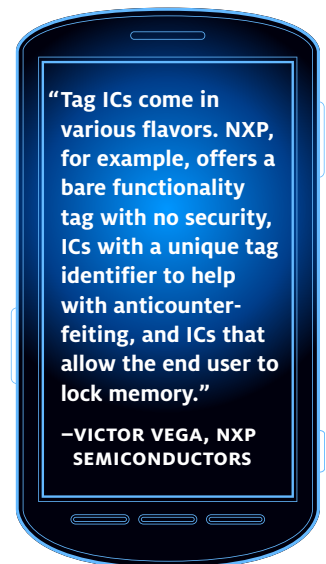 “Tag ICs come in
various flavors. NXP,
for example, offers a
bare functionality
tag with no security,
ICs with a unique tag
identifier to help
with anticounter-
feiting, and ICs that
allow the end user to
lock memory.”
–VICTOR VEGA, NXP
SEMICONDUCTORS